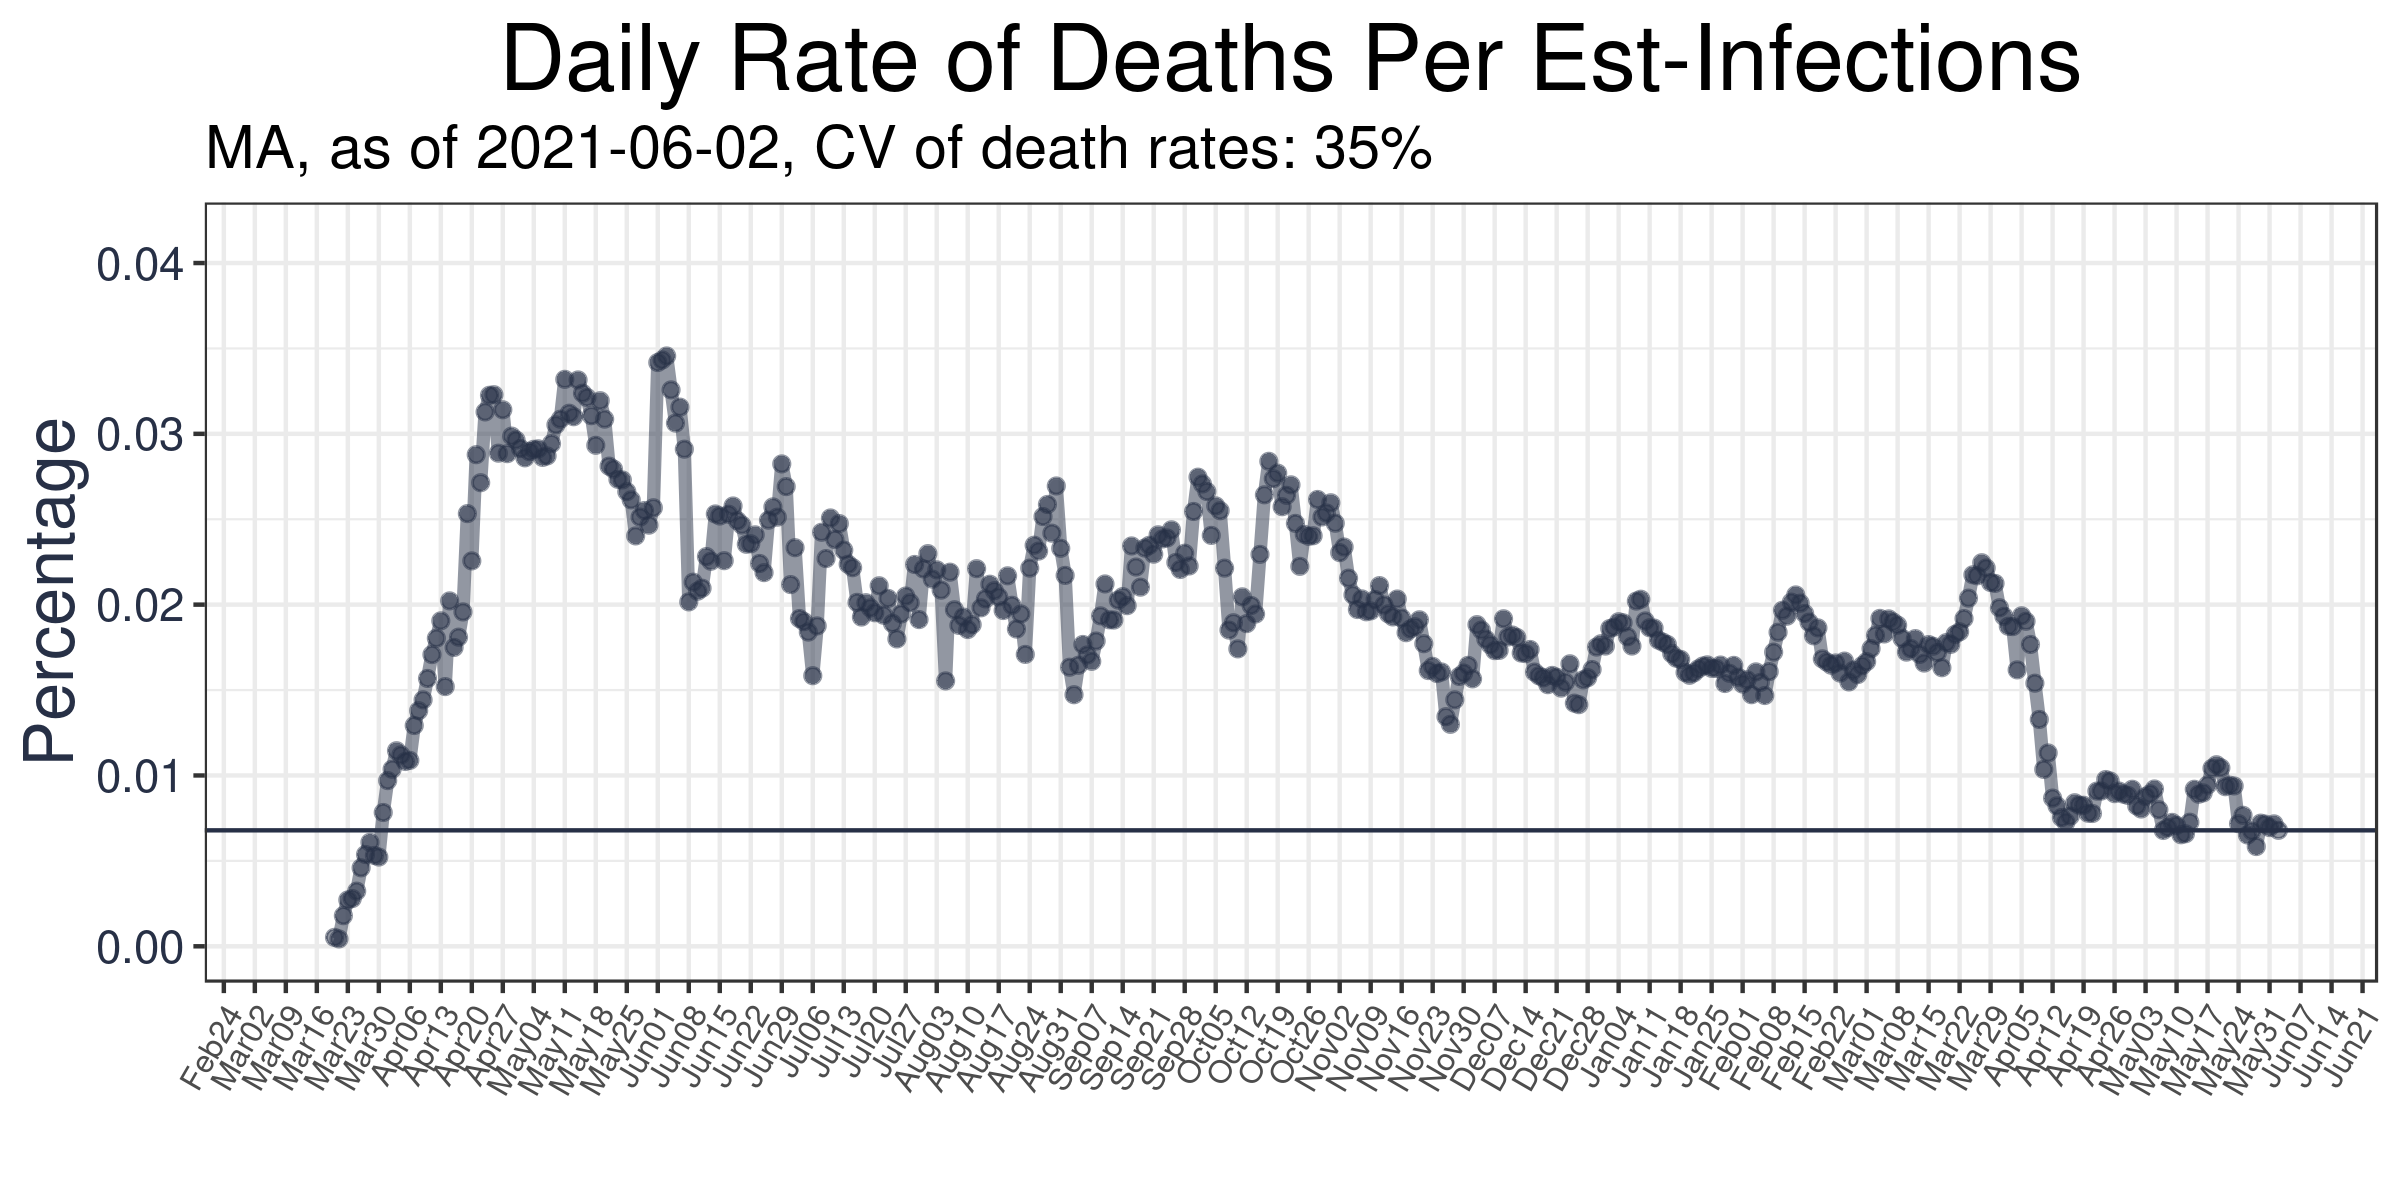 Daily Rate of Deaths Per Est-Infections
MA, as of 2021-06-02, CV of death rates: 35%
Percentage
0.04
0.03
0.02
0.01
0.00
Feb24
Mar02
Mar09
Mar16
Mar23
Mar30
Apr06
Apr13
Apr20
Apr27
May04
May11
May18
May25
Jun01
Jun08
Jun15
Jun22
Jun29
Jul06
Jul13
Jul20
Jul27
Aug03
Aug10
Aug17
Aug24
Aug31
Sep07
Sep14
Sep21
Sep28
Oct05
Oct12
Oct19
Oct26
Nov02
Nov09
Nov16
Nov23
Nov30
Dec07
Dec14
Dec21
Dec28
Jan04
Jan11
Jan18
Jan25
Feb01
Feb08
Feb15
Feb22
Mar01
Mar08
Mar15
Mar22
Mar29
Apr05
Apr12
Apr19
Apr26
May03
May10
May17
May24
May31
Jun07
Jun14
Jun21